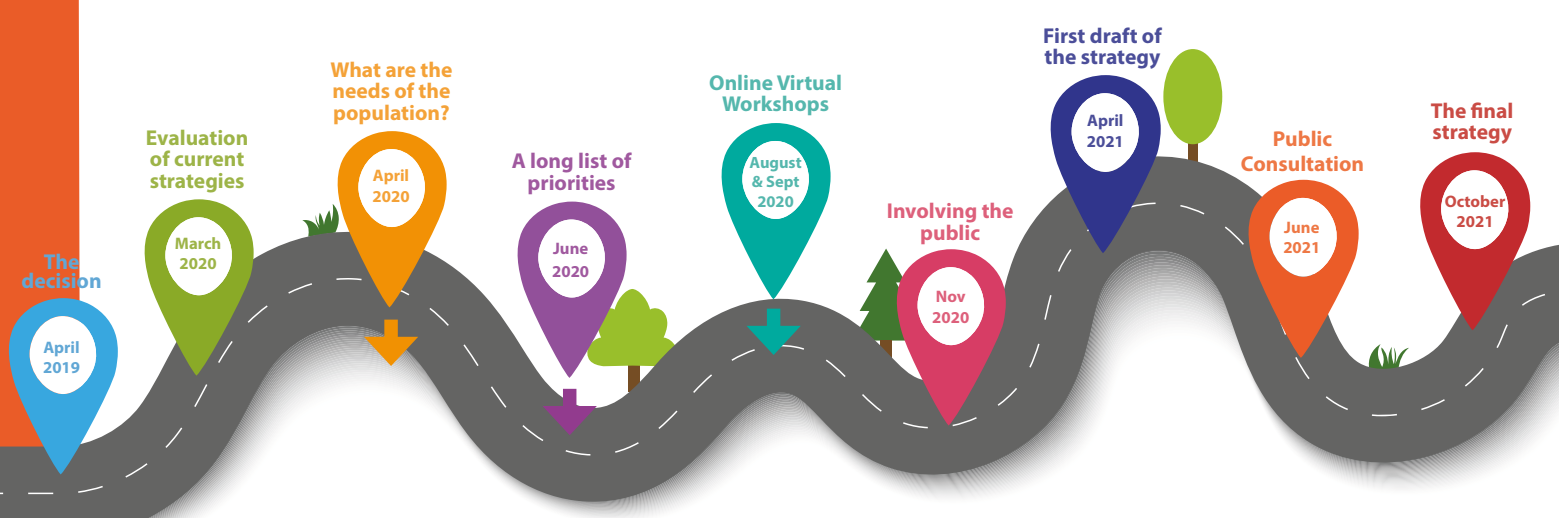 The
decision
April
2019
Evaluation
of current
strategies
March
2020
What are the
needs of the
population?
April
2020
A long list of
priorities
June
2020
Online Virtual
Workshops
August
& Sept
2020
Involving the
public
Nov
2020
First draft of
the strategy
April
2021
Public
Consultation
June
2021
The final
strategy
October
2021